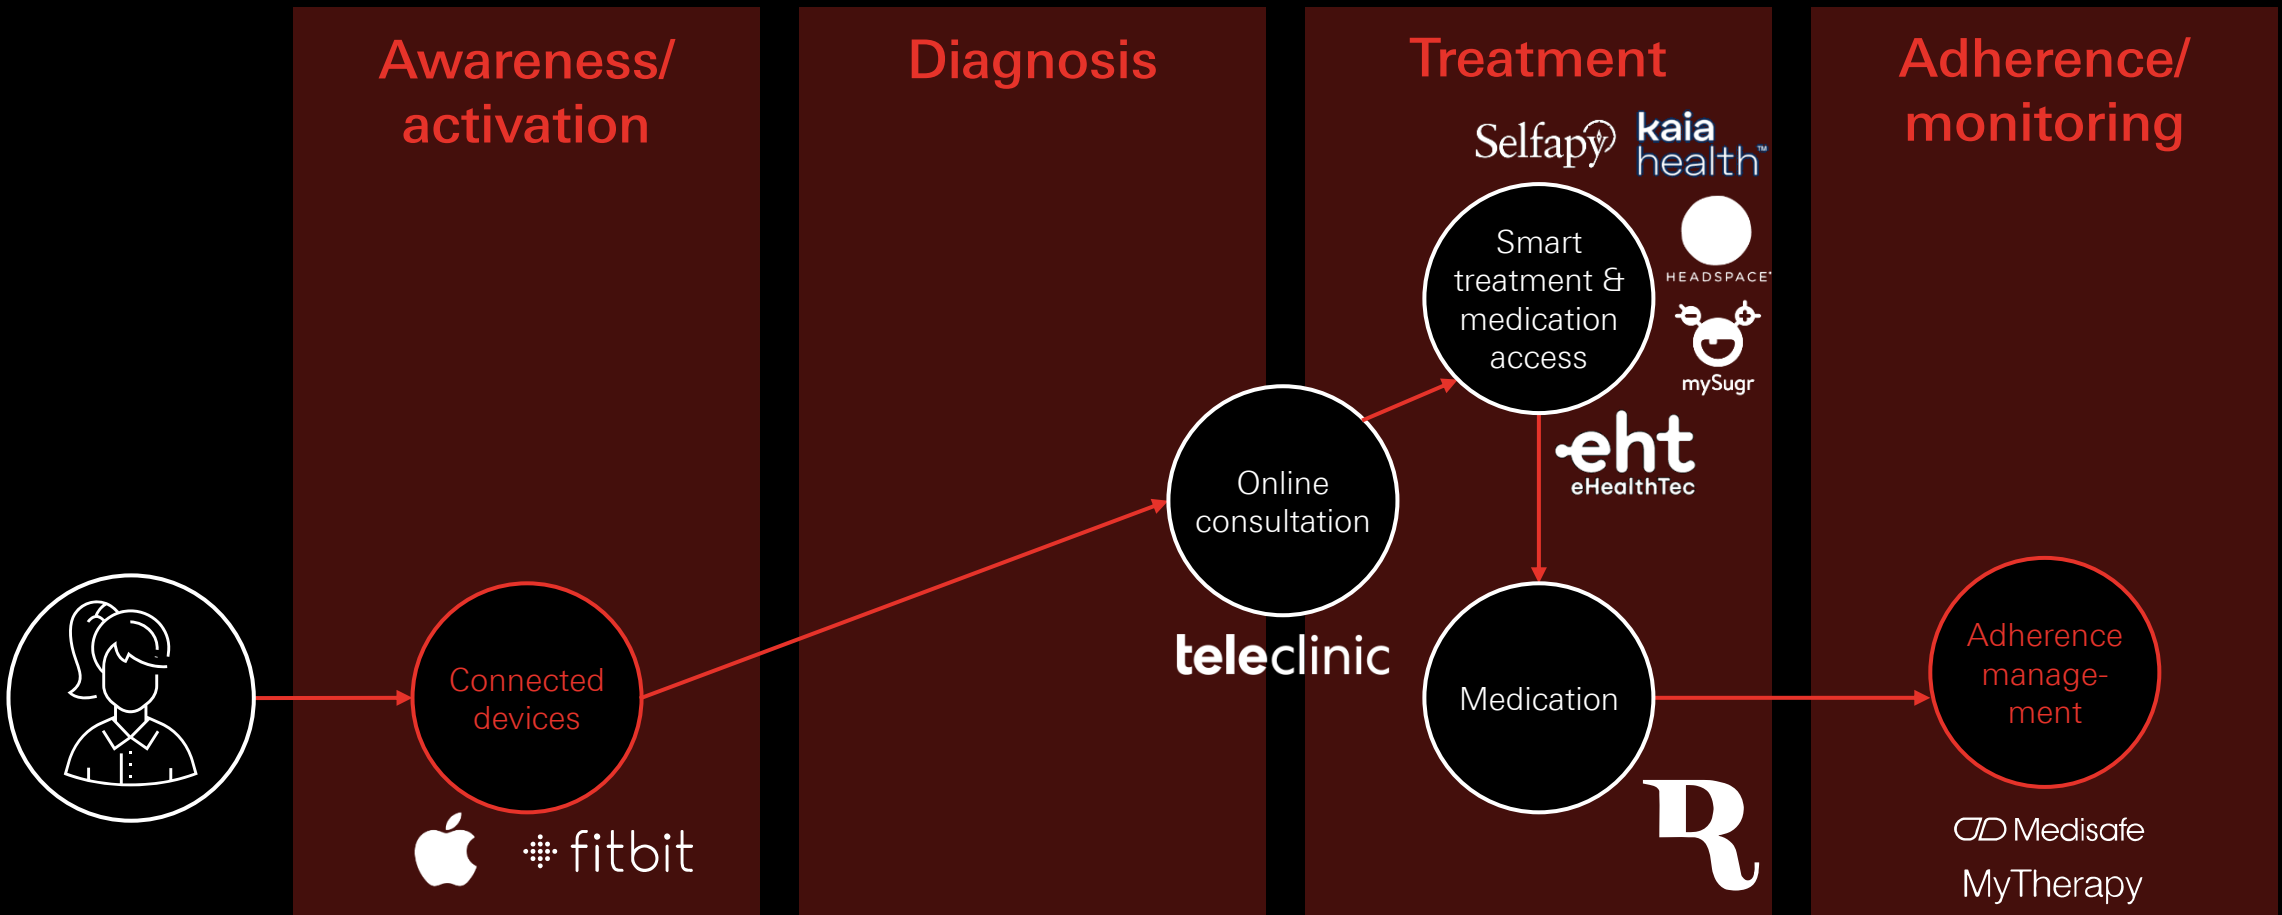 Awareness/
activation
Diagnosis
Treatment
Adherence/
monitoring
Selfapy
kaia
health™
Smart
treatment &
medication
access
HEADSPACE
mySugr
eht
eHealthTec
Online
consultation
teleclinic
Connected
devices
Medication
Adherence
manage-
ment
fitbit
R
Medisafe
MyTherapy